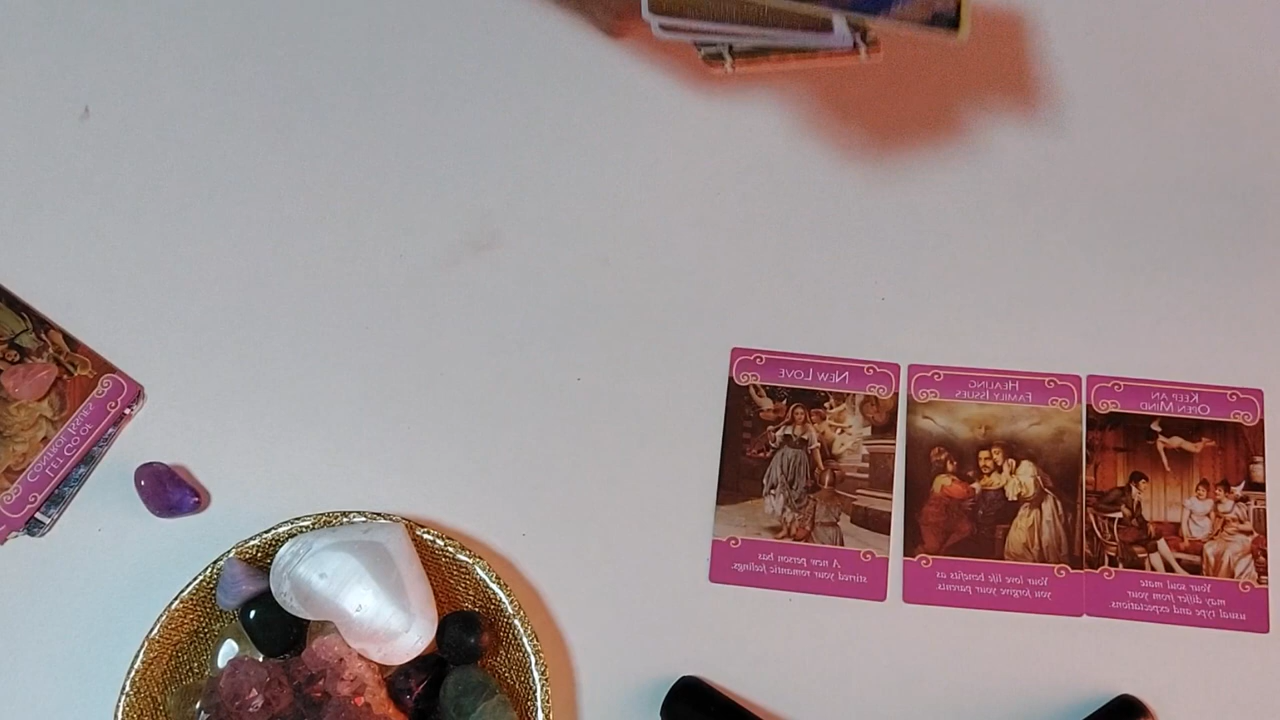 New Love
A new person has
stirred your romantic feelings.
Healing
Family Issues
Your love life benefits as
you forgive your parents.
Keep an
Open Mind
Your soul mate
may differ from your
usual type and expectations.
Let Go of
Control Issues